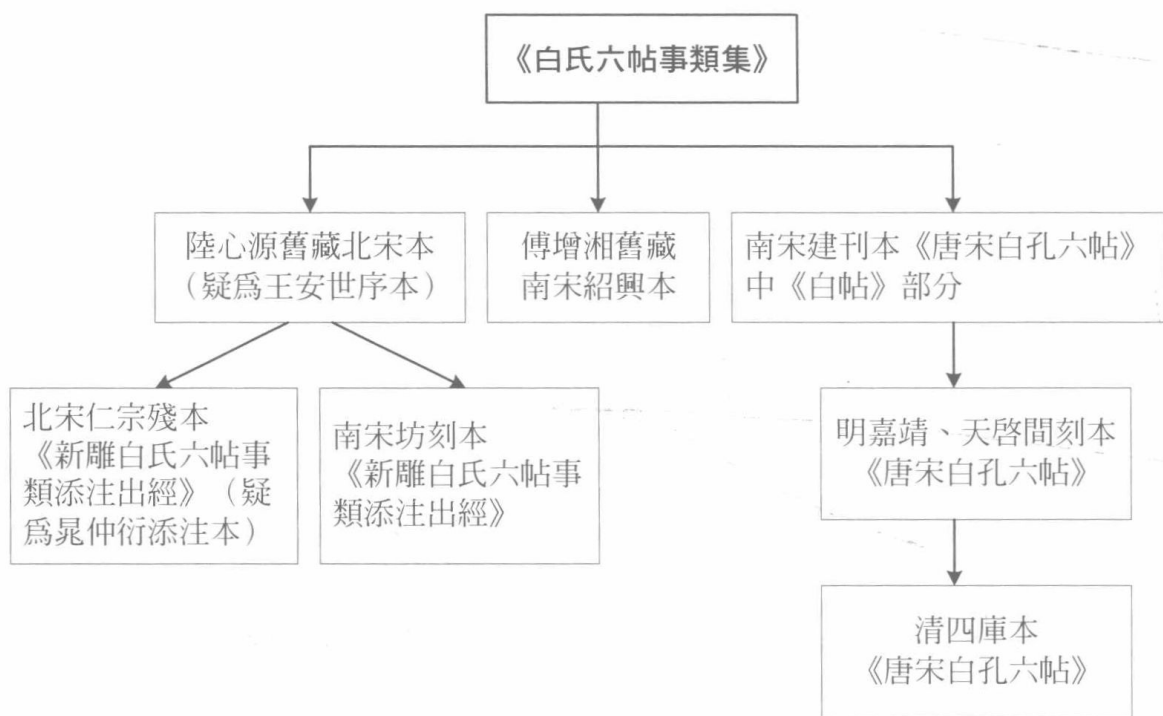 《白氏六帖事類集》
陸心源舊藏北宋本
（疑爲王安世序本）
傅增湘舊藏
南宋紹興本
南宋建刊本《唐宋白孔六帖》
中《白帖》部分
北宋仁宗殘本
《新雕白氏六帖事
類添注出經》（疑
爲晁仲衍添注本）
南宋坊刻本
《新雕白氏六帖事
類添注出經》
明嘉靖、天啓間刻本
《唐宋白孔六帖》
清四庫本
《唐宋白孔六帖》